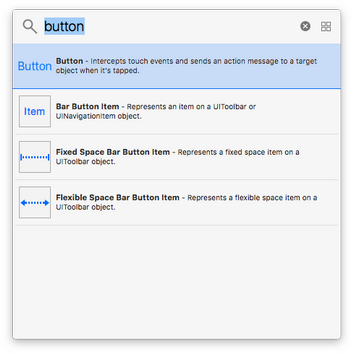 button
Button Button - Intercepts touch events and sends an action message to a target
object when it's tapped.
Item Bar Button Item - Represents an item on a UIToolbar or
UINavigationItem object.
Fixed Space Bar Button Item - Represents a fixed space item on a
UIToolbar object.
Flexible Space Bar Button Item - Represents a flexible space item on a
UIToolbar object.